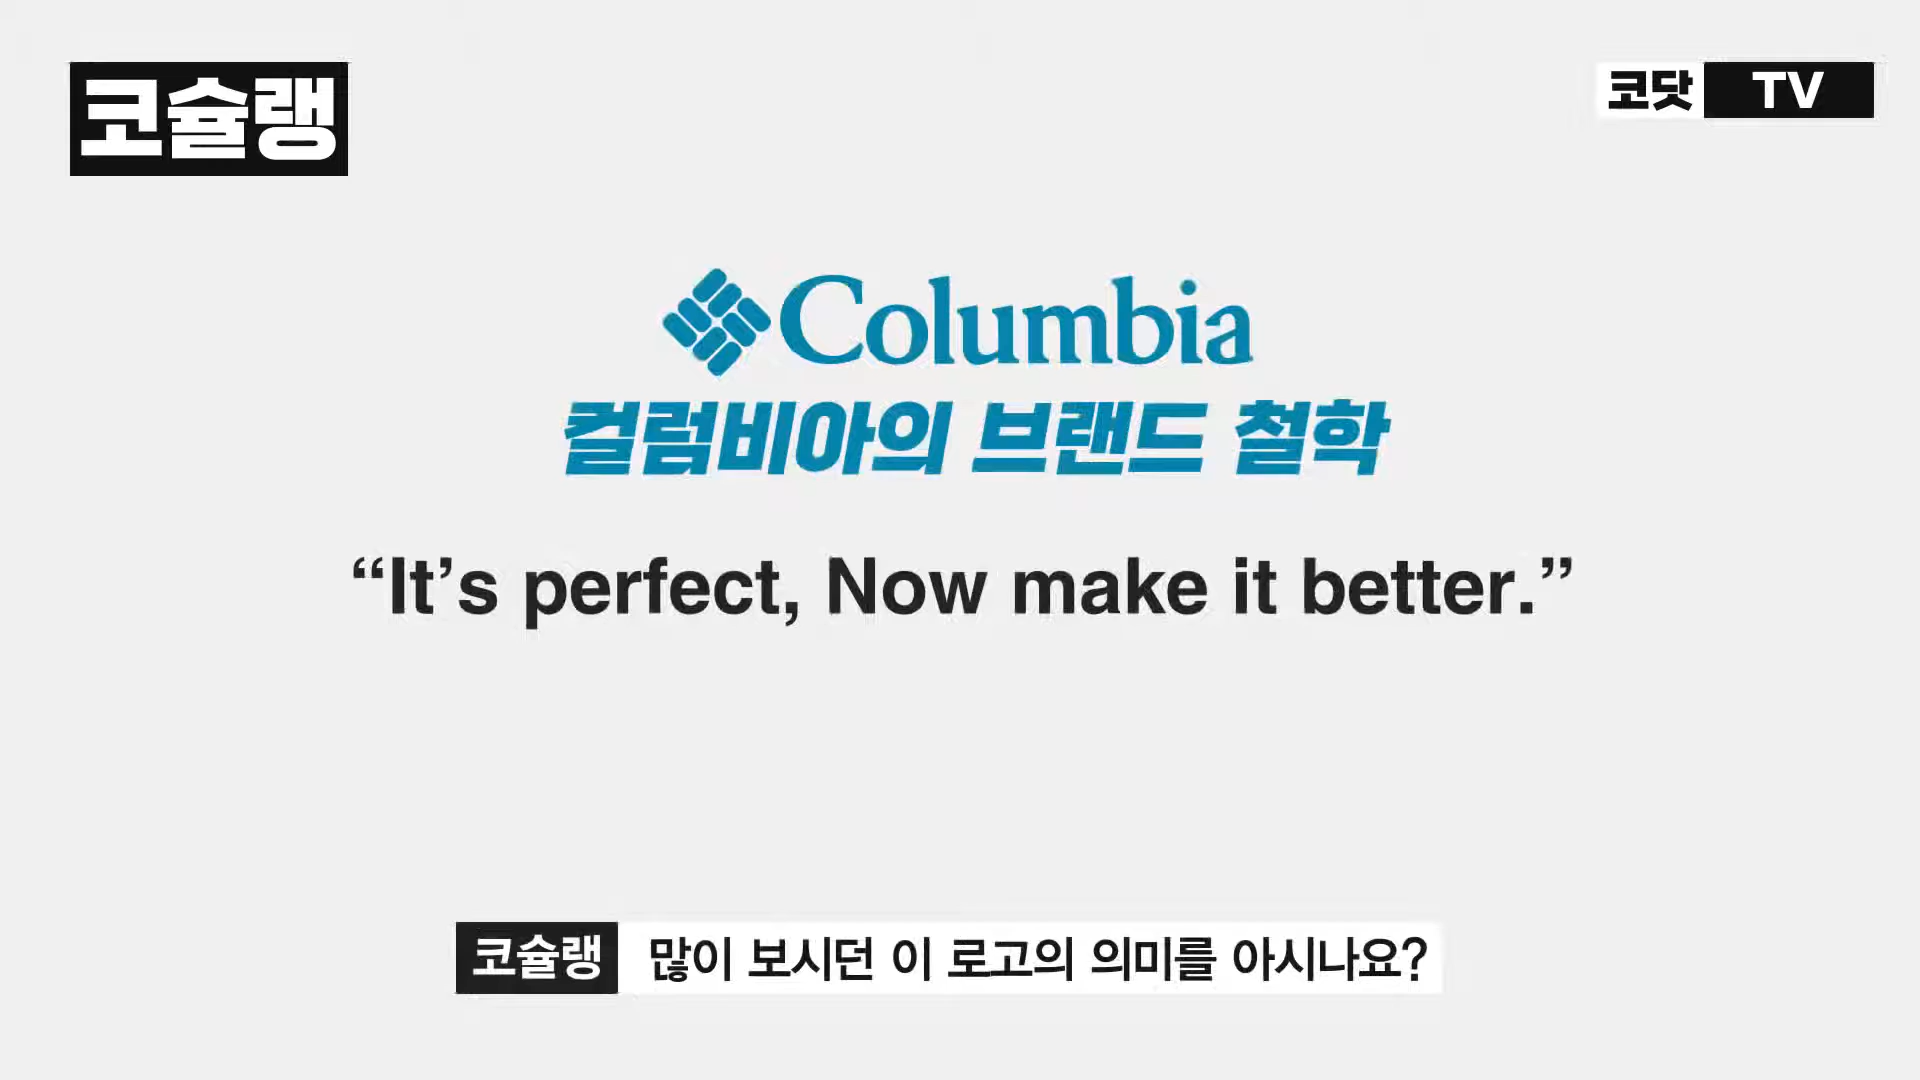 코슐랭
코닷 TV
Columbia
컬럼비아의 브랜드 철학
“It’s perfect, Now make it better.”
코슐랭 많이 보시던 이 로고의 의미를 아시나요?